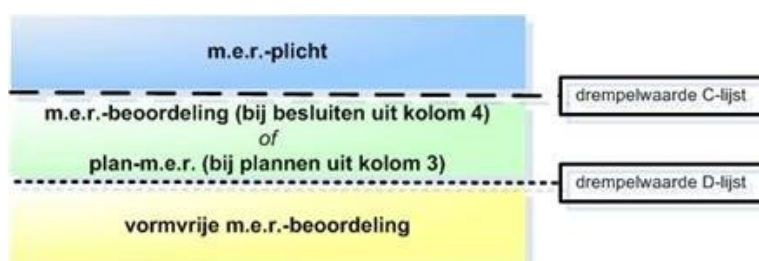 m.e.r.-plicht
drempelwaarde C-lijst
m.e.r.-beoordeling (bij besluiten uit kolom 4)
of
plan-m.e.r. (bij plannen uit kolom 3)
drempelwaarde D-lijst
vormvrije m.e.r.-beoordeling